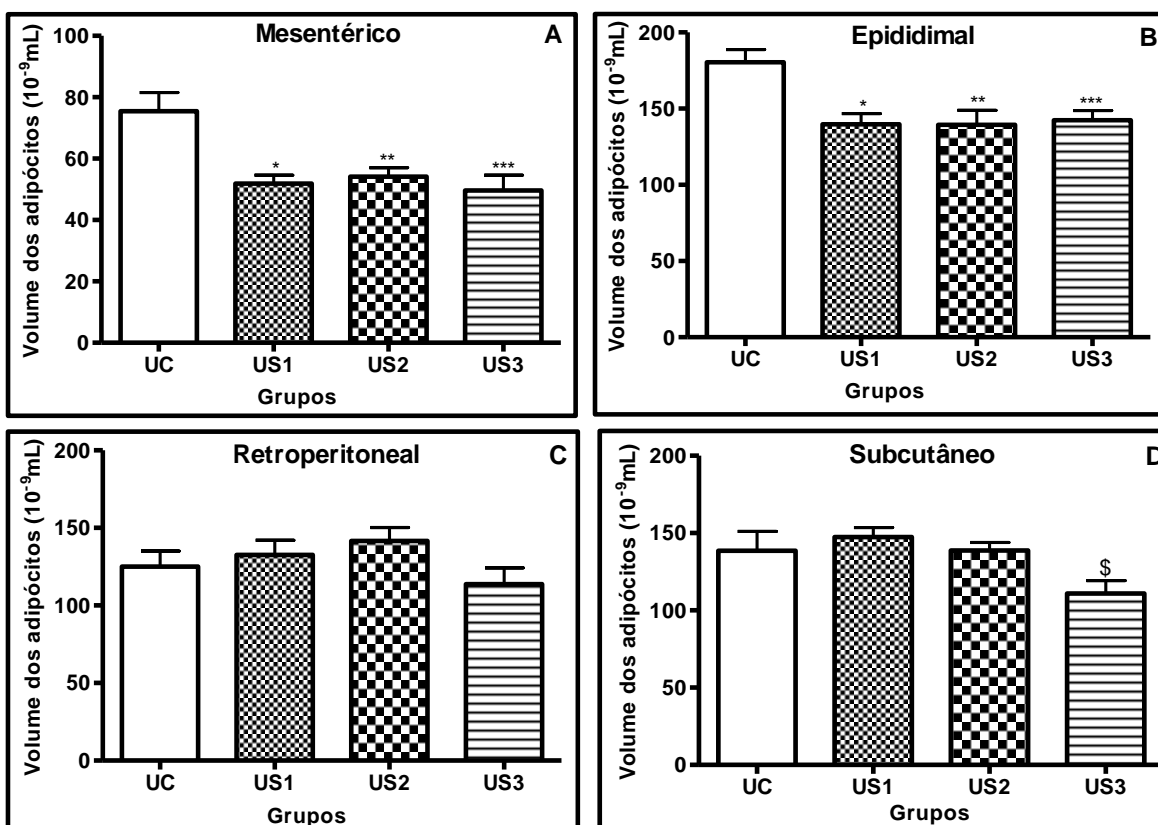 Mesentérico
A
Volume dos adipócitos (10⁻⁹mL)
100
80
60
40
20
0
*
**
***
UC US1 US2 US3
Grupos
Epididimal
B
Volume dos adipócitos (10⁻⁹mL)
200
150
100
50
0
*
**
***
UC US1 US2 US3
Grupos
Retroperitoneal
C
Volume dos adipócitos (10⁻⁹mL)
200
150
100
50
0
UC US1 US2 US3
Grupos
Subcutâneo
D
Volume dos adipócitos (10⁻⁹mL)
200
150
100
50
0
$
UC US1 US2 US3
Grupos